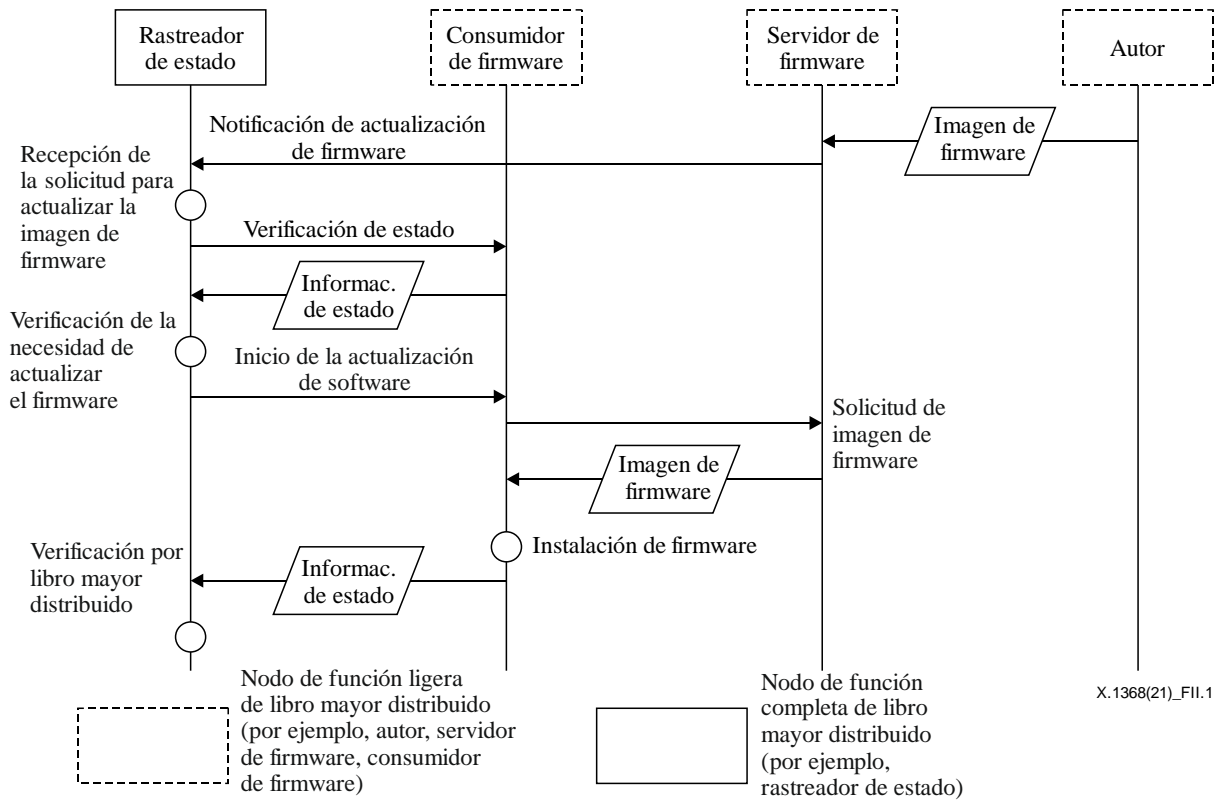 Rastreador
de estado
Consumidor
de firmware
Servidor de
firmware
Autor
Imagen de
firmware
Notificación de actualización
de firmware
Recepción de
la solicitud para
actualizar la
imagen de
firmware
Verificación de estado
Informac.
de estado
Verificación de la
necesidad de
actualizar
el firmware
Inicio de la actualización
de software
Solicitud de
imagen de
firmware
Imagen de
firmware
Instalación de firmware
Verificación por
libro mayor
distribuido
Informac.
de estado
Nodo de función ligera
de libro mayor distribuido
(por ejemplo, autor, servidor
de firmware, consumidor
de firmware)
Nodo de función
completa de libro
mayor distribuido
(por ejemplo,
rastreador de estado)
X.1368(21)_FII.1